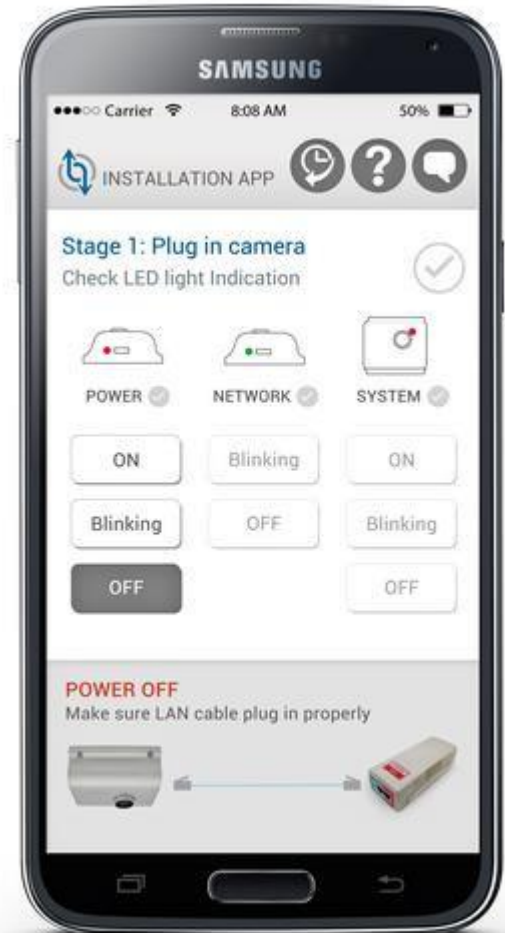 SAMSUNG
Carrier 8:08 AM 50%
INSTALLATION APP ?
Stage 1: Plug in camera
Check LED light Indication
POWER NETWORK SYSTEM
ON Blinking ON
Blinking OFF Blinking
OFF OFF
POWER OFF
Make sure LAN cable plug in properly